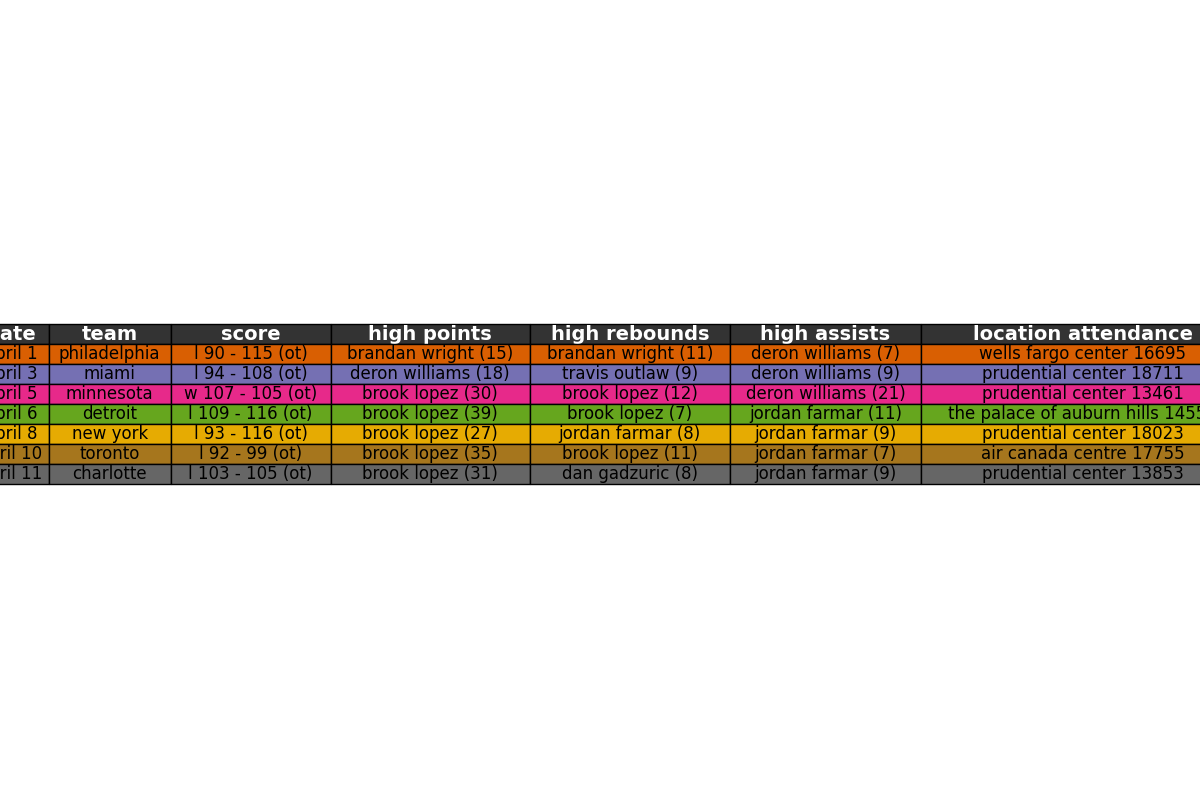 ate team score high points high rebounds high assists location attendance
ril 1 philadelphia l 90 - 115 (ot) brandan wright (15) brandan wright (11) deron williams (7) wells fargo center 16695
ril 3 miami l 94 - 108 (ot) deron williams (18) travis outlaw (9) deron williams (9) prudential center 18711
ril 5 minnesota w 107 - 105 (ot) brook lopez (30) brook lopez (12) deron williams (21) prudential center 13461
ril 6 detroit l 109 - 116 (ot) brook lopez (39) brook lopez (7) jordan farmar (11) the palace of auburn hills 1455
ril 8 new york l 93 - 116 (ot) brook lopez (27) jordan farmar (8) jordan farmar (9) prudential center 18023
ril 10 toronto l 92 - 99 (ot) brook lopez (35) brook lopez (11) jordan farmar (7) air canada centre 17755
ril 11 charlotte l 103 - 105 (ot) brook lopez (31) dan gadzuric (8) jordan farmar (9) prudential center 13853